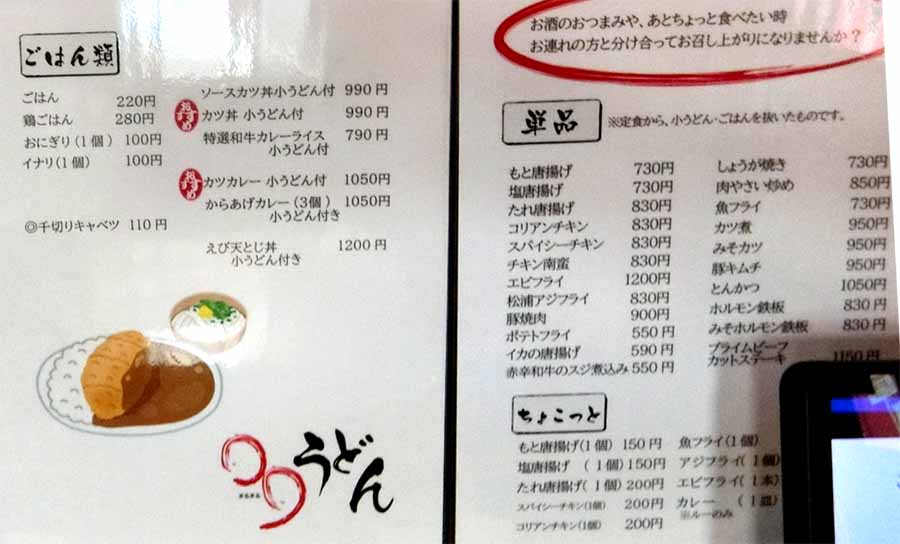 ごはん類
ごはん 220円
鶏ごはん 280円
おにぎり(1個) 100円
イナリ(1個) 100円
◎千切りキャベツ 110円
ソースカツ丼小うどん付 990円
おすすめ
カツ丼 小うどん付 990円
特選和牛カレーライス 790円
小うどん付
おすすめ
カツカレー 小うどん付 1050円
からあげカレー(3個) 1050円
小うどん付き
えび天とじ丼 1200円
小うどん付き
うどん
お酒のおつまみや、あとちょっと食べたい時
お連れの方と分け合ってお召し上がりになりませんか?
単品 ※定食から、小うどん・ごはんを抜いたものです。
もと唐揚げ 730円
塩唐揚げ 730円
たれ唐揚げ 830円
コリアンチキン 830円
スパイシーチキン 830円
チキン南蛮 830円
エビフライ 1200円
松浦アジフライ 830円
豚焼肉 900円
ポテトフライ 550円
イカの唐揚げ 590円
赤辛和牛のスジ煮込み 550円
しょうが焼き 730円
肉やさい炒め 850円
魚フライ 730円
カツ煮 950円
みそカツ 950円
豚キムチ 950円
とんかつ 1050円
ホルモン鉄板 830円
みそホルモン鉄板 830円
プライムビーフ
カットステーキ 1150円
ちょこっと
もと唐揚げ(1個) 150円
塩唐揚げ (1個) 150円
たれ唐揚げ(1個) 200円
スパイシーチキン(1個) 200円
コリアンチキン(1個) 200円
魚フライ(1個)
アジフライ(1個)
エビフライ(1本)
カレー (1皿)
※ルーのみ